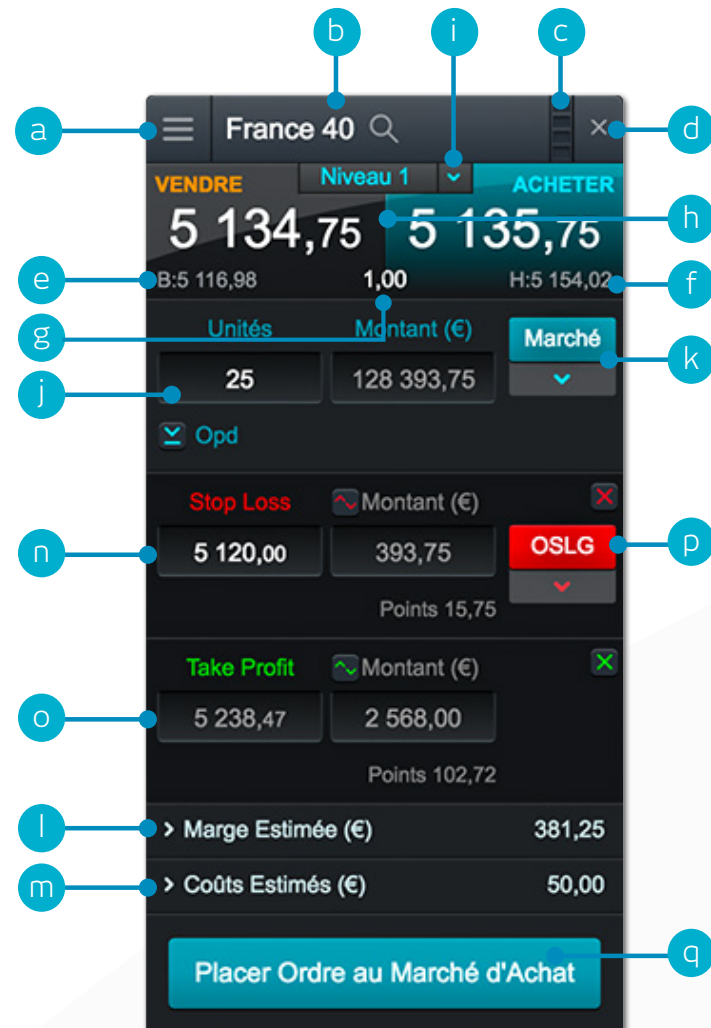 b i c
a France 40 × d
VENDRE Niveau 1 ACHETER
5 134,75 5 135,75 h
e B:5 116,98 1,00 H:5 154,02 f
g Unités Montant (€) Marché k
j 25 128 393,75
Opd
Stop Loss Montant (€)
n 5 120,00 393,75 OSLG p
Points 15,75
Take Profit Montant (€)
o 5 238,47 2 568,00
Points 102,72
l > Marge Estimée (€) 381,25
m > Coûts Estimés (€) 50,00
Placer Ordre au Marché d'Achat q